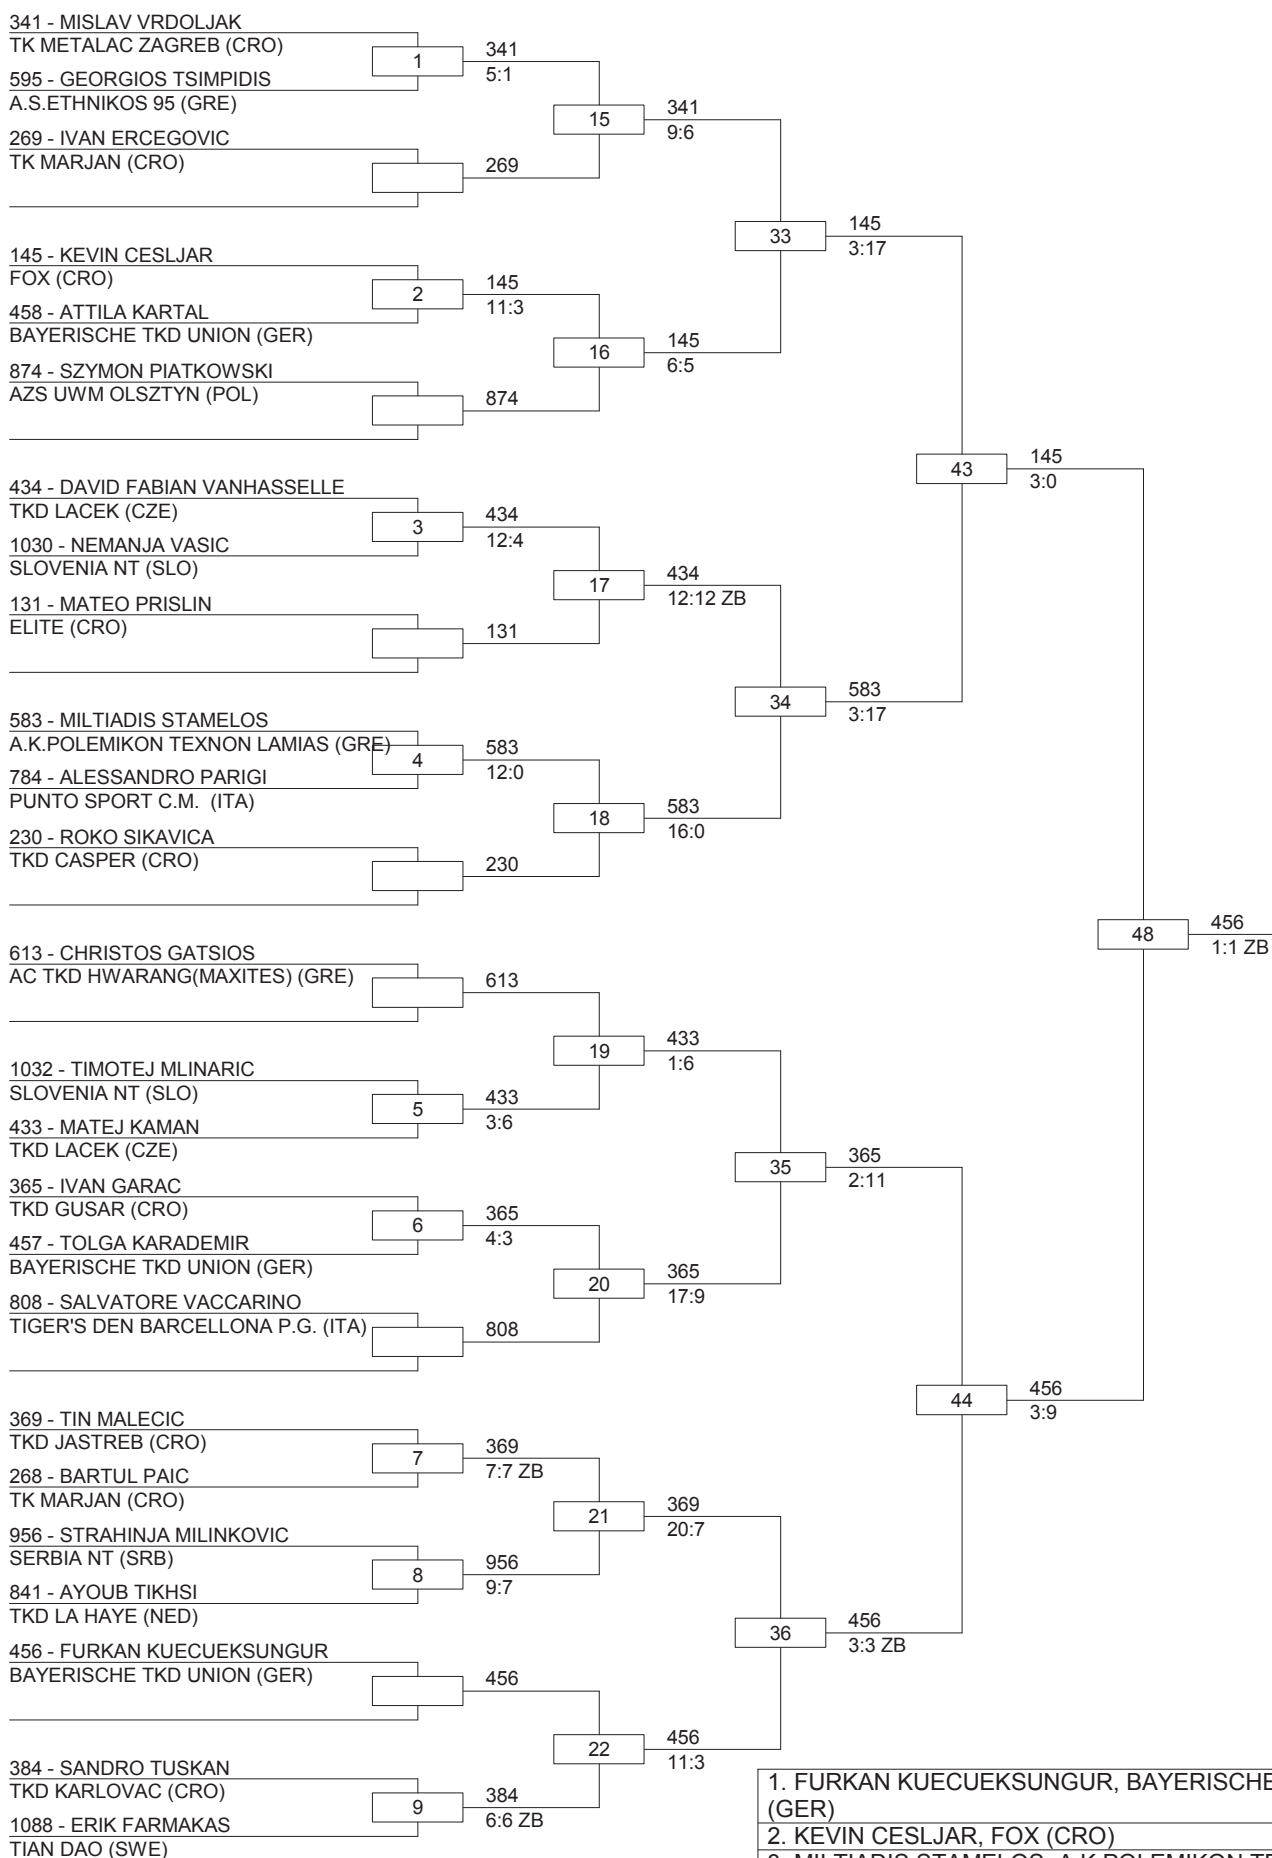 341 - MISLAV VRDOLJAK
TK METALAC ZAGREB (CRO)
1
341
5:1
595 - GEORGIOS TSIMPIDIS
A.S.ETHNIKOS 95 (GRE)
15
341
9:6
269 - IVAN ERCEGOVIC
TK MARJAN (CRO)
269
33
145
3:17
145 - KEVIN CESLJAR
FOX (CRO)
2
145
11:3
458 - ATTILA KARTAL
BAYERISCHE TKD UNION (GER)
16
145
6:5
874 - SZYMON PIATKOWSKI
AZS UWM OLSZTYN (POL)
874
43
145
3:0
434 - DAVID FABIAN VANHASSELLE
TKD LACEK (CZE)
3
434
12:4
1030 - NEMANJA VASIC
SLOVENIA NT (SLO)
17
434
12:12 ZB
131 - MATEO PRISLIN
ELITE (CRO)
131
34
583
3:17
583 - MILTIADIS STAMELOS
A.K.POLEMIKON TEXNON LAMIAS (GRE)
4
583
12:0
784 - ALESSANDRO PARIGI
PUNTO SPORT C.M. (ITA)
18
583
16:0
230 - ROKO SIKAVICA
TKD CASPER (CRO)
230
48
456
1:1 ZB
613 - CHRISTOS GATSIOS
AC TKD HWARANG(MAXITES) (GRE)
613
19
433
1:6
1032 - TIMOTEJ MLINARIC
SLOVENIA NT (SLO)
5
433
3:6
433 - MATEJ KAMAN
TKD LACEK (CZE)
35
365
2:11
365 - IVAN GARAC
TKD GUSAR (CRO)
6
365
4:3
457 - TOLGA KARADEMIR
BAYERISCHE TKD UNION (GER)
20
365
17:9
808 - SALVATORE VACCARINO
TIGER'S DEN BARCELLONA P.G. (ITA)
808
44
456
3:9
369 - TIN MALECIC
TKD JASTREB (CRO)
7
369
7:7 ZB
268 - BARTUL PAIC
TK MARJAN (CRO)
21
369
20:7
956 - STRAHINJA MILINKOVIC
SERBIA NT (SRB)
8
956
9:7
841 - AYOUB TIKHSI
TKD LA HAYE (NED)
36
456
3:3 ZB
456 - FURKAN KUECUEKSUNGUR
BAYERISCHE TKD UNION (GER)
456
22
456
11:3
384 - SANDRO TUSKAN
TKD KARLOVAC (CRO)
9
384
6:6 ZB
1088 - ERIK FARMAKAS
TIAN DAO (SWE)
1. FURKAN KUECUEKSUNGUR, BAYERISCHE
(GER)
2. KEVIN CESLJAR, FOX (CRO)